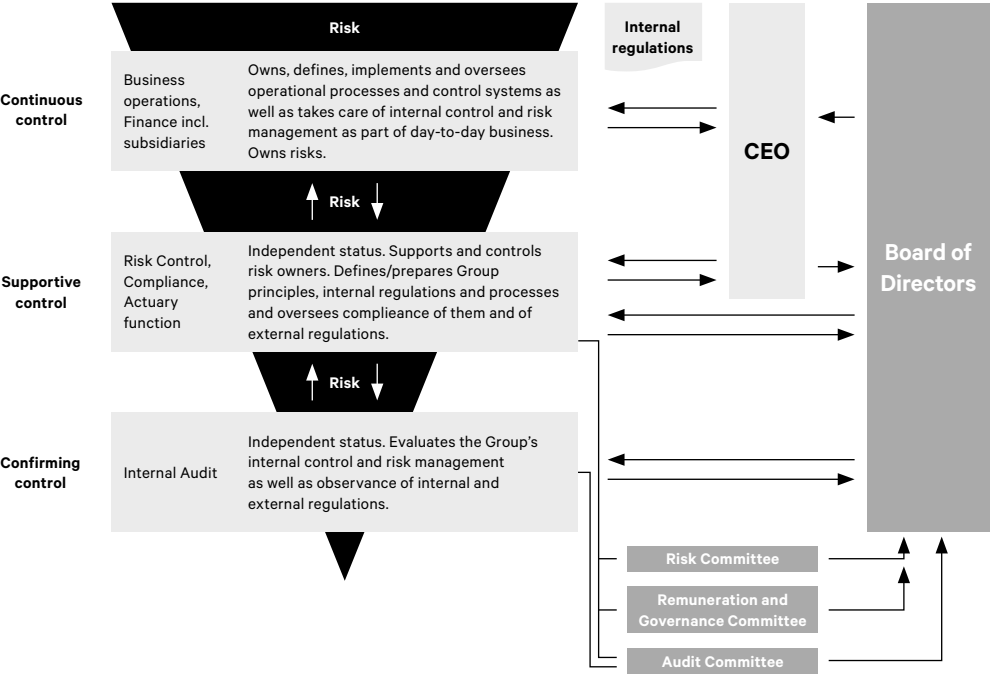 Risk
Internal
regulations
Continuous
control
Business
operations,
Finance incl.
subsidiaries
Owns, defines, implements and oversees
operational processes and control systems as
well as takes care of internal control and risk
management as part of day-to-day business.
Owns risks.
CEO
Risk
Supportive
control
Risk Control,
Compliance,
Actuary
function
Independent status. Supports and controls
risk owners. Defines/prepares Group
principles, internal regulations and processes
and oversees complieance of them and of
external regulations.
Board of
Directors
Risk
Confirming
control
Internal Audit
Independent status. Evaluates the Group’s
internal control and risk management
as well as observance of internal and
external regulations.
Risk Committee
Remuneration and
Governance Committee
Audit Committee